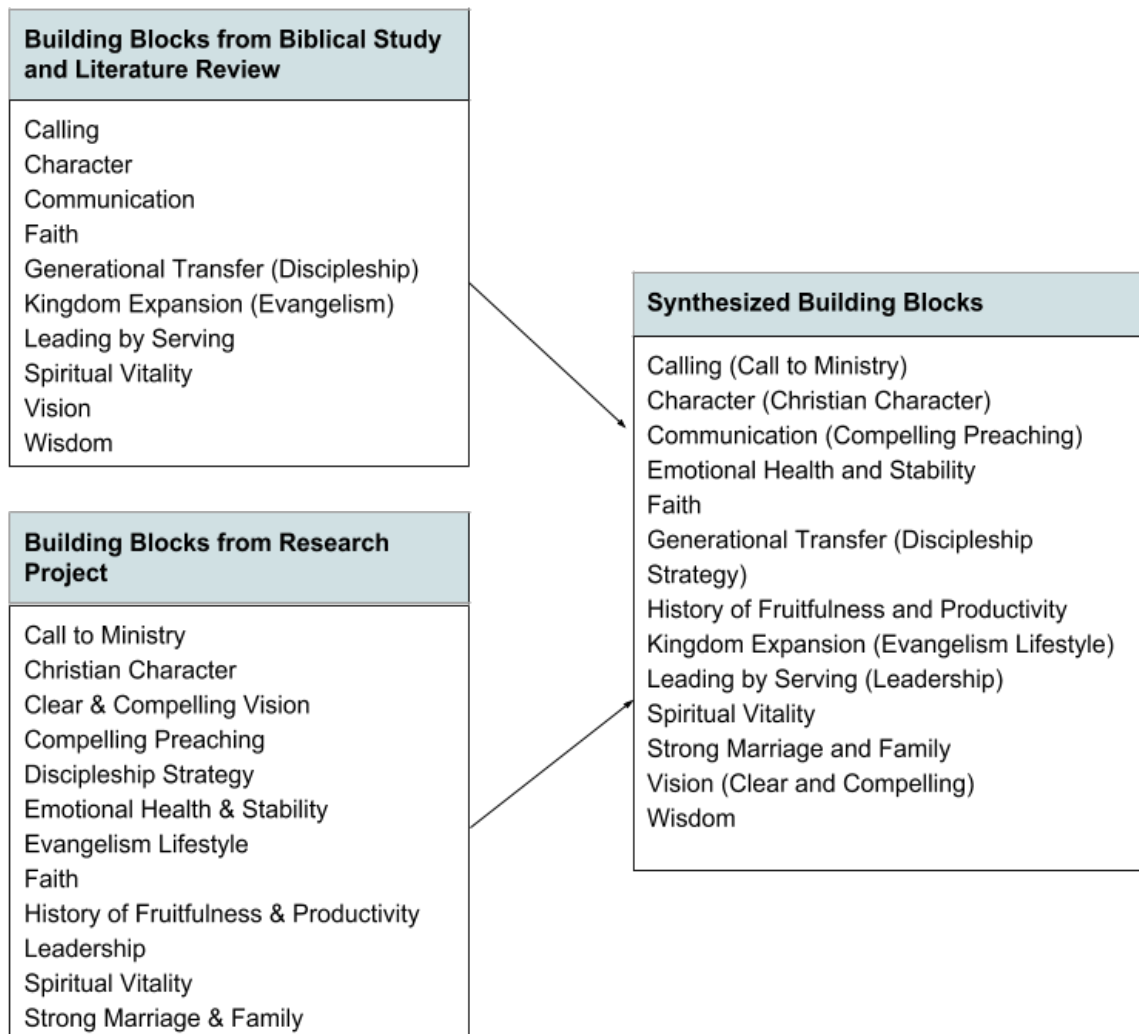 Building Blocks from Biblical Study
and Literature Review
Calling
Character
Communication
Faith
Generational Transfer (Discipleship)
Kingdom Expansion (Evangelism)
Leading by Serving
Spiritual Vitality
Vision
Wisdom
Building Blocks from Research
Project
Call to Ministry
Christian Character
Clear & Compelling Vision
Compelling Preaching
Discipleship Strategy
Emotional Health & Stability
Evangelism Lifestyle
Faith
History of Fruitfulness & Productivity
Leadership
Spiritual Vitality
Strong Marriage & Family
Synthesized Building Blocks
Calling (Call to Ministry)
Character (Christian Character)
Communication (Compelling Preaching)
Emotional Health and Stability
Faith
Generational Transfer (Discipleship
Strategy)
History of Fruitfulness and Productivity
Kingdom Expansion (Evangelism Lifestyle)
Leading by Serving (Leadership)
Spiritual Vitality
Strong Marriage and Family
Vision (Clear and Compelling)
Wisdom